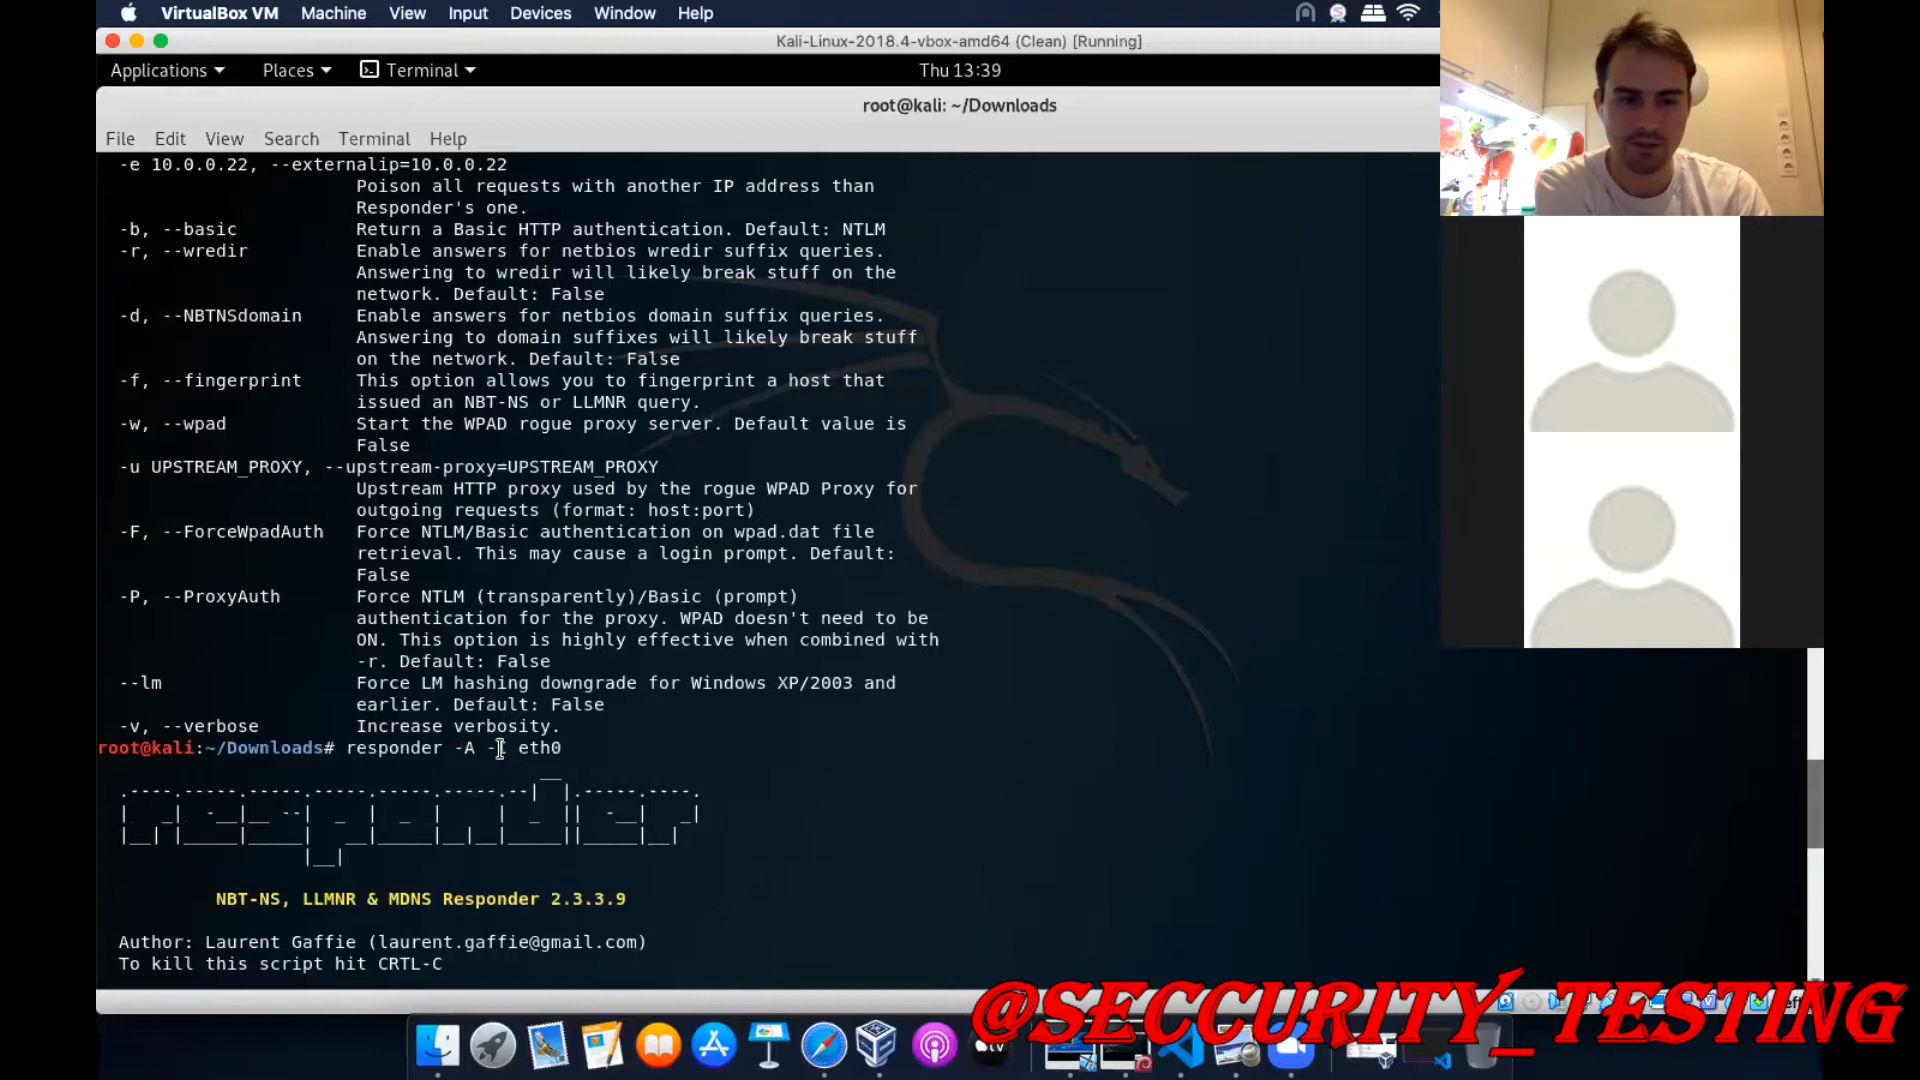 VirtualBox VM Machine View Input Devices Window Help
Kali-Linux-2018.4-vbox-amd64 (Clean) [Running]
Applications Places Terminal Thu 13:39
root@kali: ~/Downloads
File Edit View Search Terminal Help
-e 10.0.0.22, --externalip=10.0.0.22
Poison all requests with another IP address than
Responder's one.
-b, --basic Return a Basic HTTP authentication. Default: NTLM
-r, --wredir Enable answers for netbios wredir suffix queries.
Answering to wredir will likely break stuff on the
network. Default: False
-d, --NBTNSdomain Enable answers for netbios domain suffix queries.
Answering to domain suffixes will likely break stuff
on the network. Default: False
-f, --fingerprint This option allows you to fingerprint a host that
issued an NBT-NS or LLMNR query.
-w, --wpad Start the WPAD rogue proxy server. Default value is
False
-u UPSTREAM_PROXY, --upstream-proxy=UPSTREAM_PROXY
Upstream HTTP proxy used by the rogue WPAD Proxy for
outgoing requests (format: host:port)
-F, --ForceWpadAuth Force NTLM/Basic authentication on wpad.dat file
retrieval. This may cause a login prompt. Default:
False
-P, --ProxyAuth Force NTLM (transparently)/Basic (prompt)
authentication for the proxy. WPAD doesn't need to be
ON. This option is highly effective when combined with
-r. Default: False
--lm Force LM hashing downgrade for Windows XP/2003 and
earlier. Default: False
-v, --verbose Increase verbosity.
root@kali:~/Downloads# responder -A eth0
responder
NBT-NS, LLMNR & MDNS Responder 2.3.3.9
Author: Laurent Gaffie (laurent.gaffie@gmail.com)
To kill this script hit CRTL-C
@SECCURITY_TESTING
tv